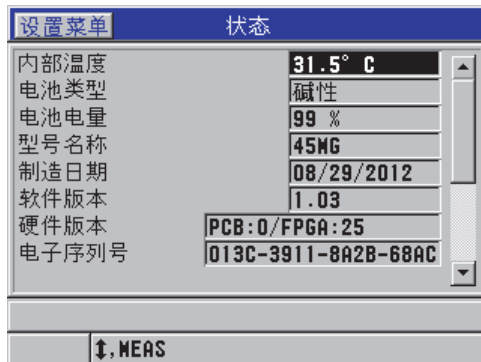 设置菜单 状态
内部温度 31.5° C
电池类型 碱性
电池电量 99 %
型号名称 45MG
制造日期 08/29/2012
软件版本 1.03
硬件版本 PCB:0/FPGA:25
电子序列号 013C-3911-8A2B-68AC
↕,MEAS